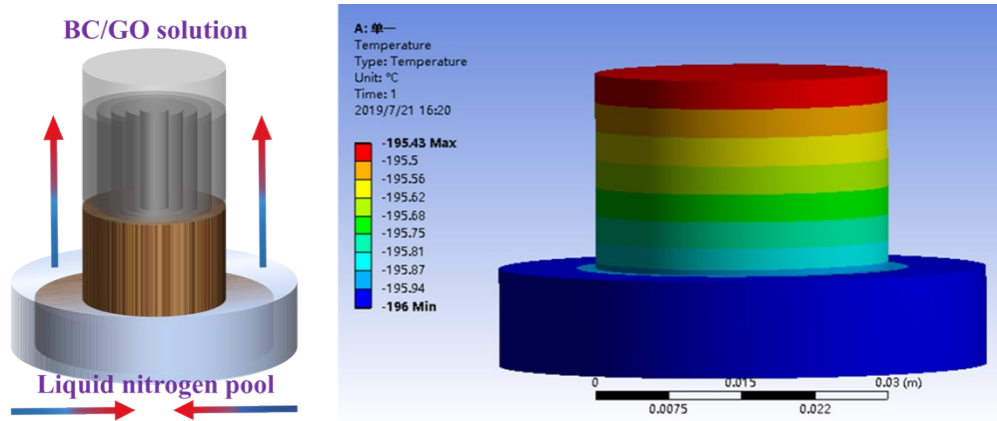 BC/GO solution
Liquid nitrogen pool
A: 单一
Temperature
Type: Temperature
Unit: °C
Time: 1
2019/7/21 16:20
-195.43 Max
-195.5
-195.56
-195.62
-195.68
-195.75
-195.81
-195.87
-195.94
-196 Min
0 0.015 0.03 (m)
0.0075 0.022